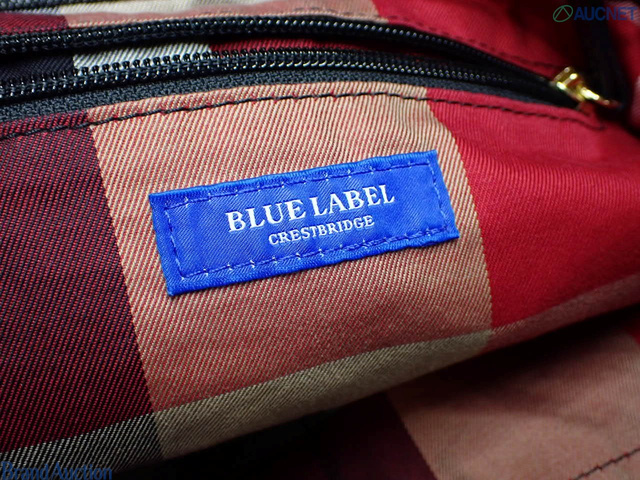 AUCNET
BLUE LABEL
CRESTBRIDGE
Brand Auction